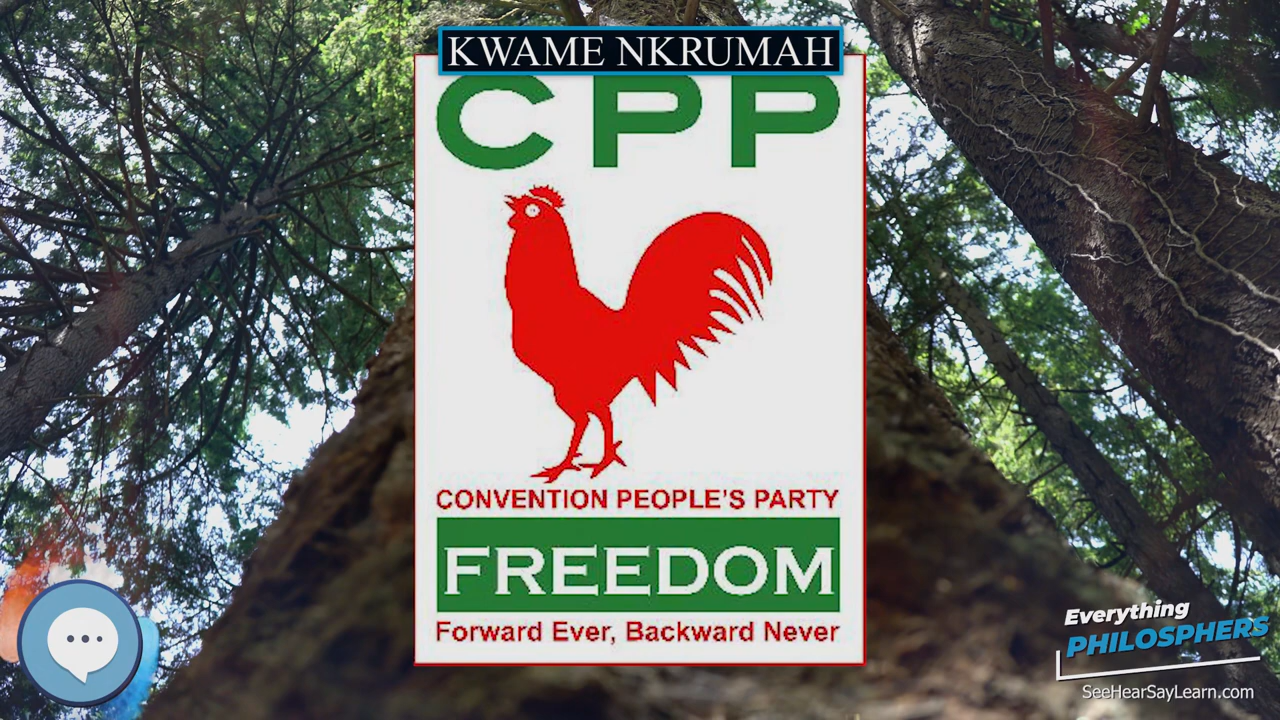 KWAME NKRUMAH
CPP
CONVENTION PEOPLE'S PARTY
FREEDOM
Forward Ever, Backward Never
Everything
PHILOSPHERS
SeeHearSayLearn.com